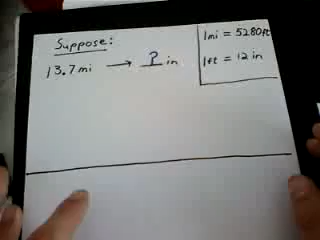 Suppose:
13.7 mi → ? in
1 mi = 5280 ft
1 ft = 12 in